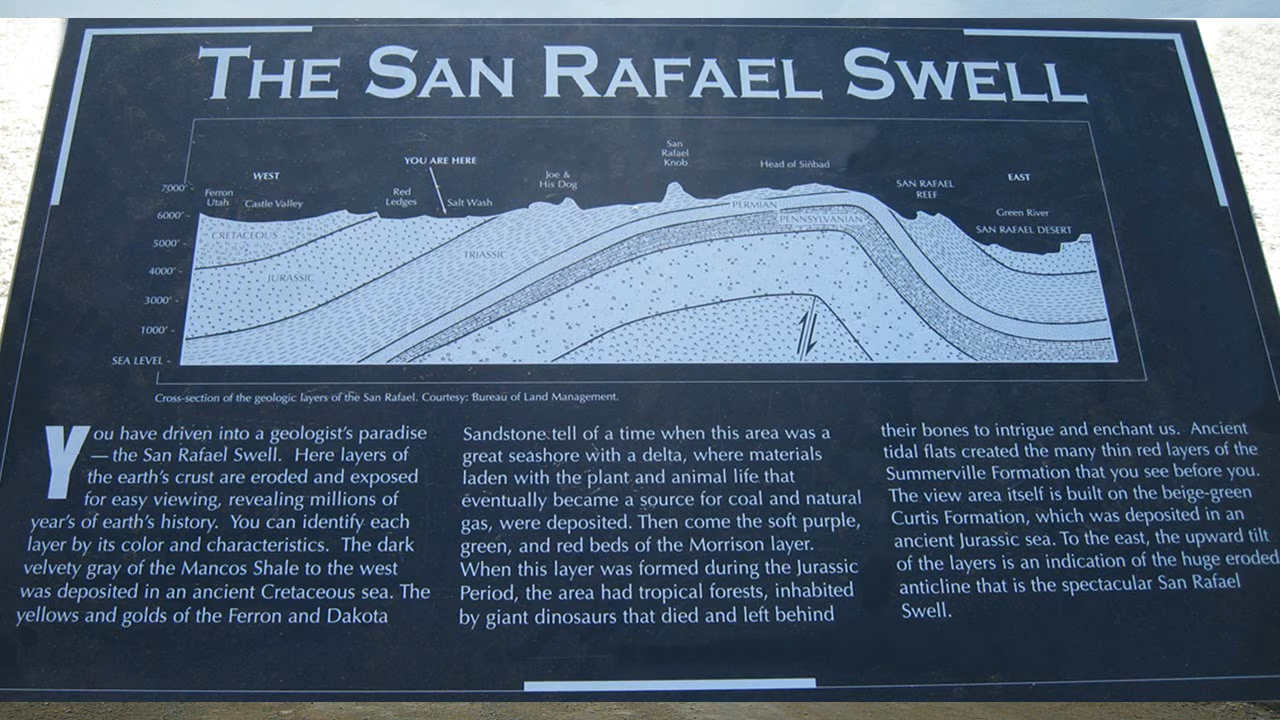 THE SAN RAFAEL SWELL
San
Rafael
Knob
YOU ARE HERE
Head of Sinbad
WEST
Joe &
His Dog
EAST
SAN RAFAEL
REEF
7000'
Ferron
Utah
Castle Valley
Red
Ledges
Salt Wash
Green River
SAN RAFAEL DESERT
6000'
PERMIAN
PENNSYLVANIAN
CRETACEOUS
5000'
TRIASSIC
4000'
JURASSIC
3000'
1000'
SEA LEVEL
Cross-section of the geologic layers of the San Rafael. Courtesy: Bureau of Land Management.
You have driven into a geologist's paradise
— the San Rafael Swell. Here layers of
the earth's crust are eroded and exposed
for easy viewing, revealing millions of
year's of earth's history. You can identify each
layer by its color and characteristics. The dark
velvety gray of the Mancos Shale to the west
was deposited in an ancient Cretaceous sea. The
yellows and golds of the Ferron and Dakota
Sandstone tell of a time when this area was a
great seashore with a delta, where materials
laden with the plant and animal life that
eventually became a source for coal and natural
gas, were deposited. Then come the soft purple,
green, and red beds of the Morrison layer.
When this layer was formed during the Jurassic
Period, the area had tropical forests, inhabited
by giant dinosaurs that died and left behind
their bones to intrigue and enchant us. Ancient
tidal flats created the many thin red layers of the
Summerville Formation that you see before you.
The view area itself is built on the beige-green
Curtis Formation, which was deposited in an
ancient Jurassic sea. To the east, the upward tilt
of the layers is an indication of the huge eroded
anticline that is the spectacular San Rafael
Swell.